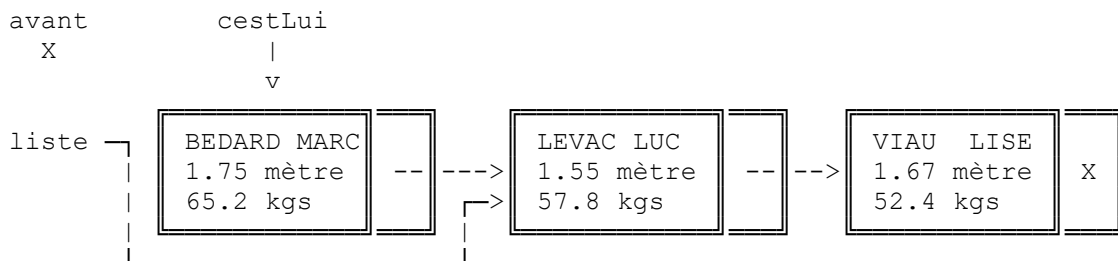 avant cestLui
X |
v
liste BEDARD MARC LEVAC LUC VIAU LISE
1.75 mètre -- ---> 1.55 mètre -- --> 1.67 mètre X
65.2 kgs > 57.8 kgs 52.4 kgs